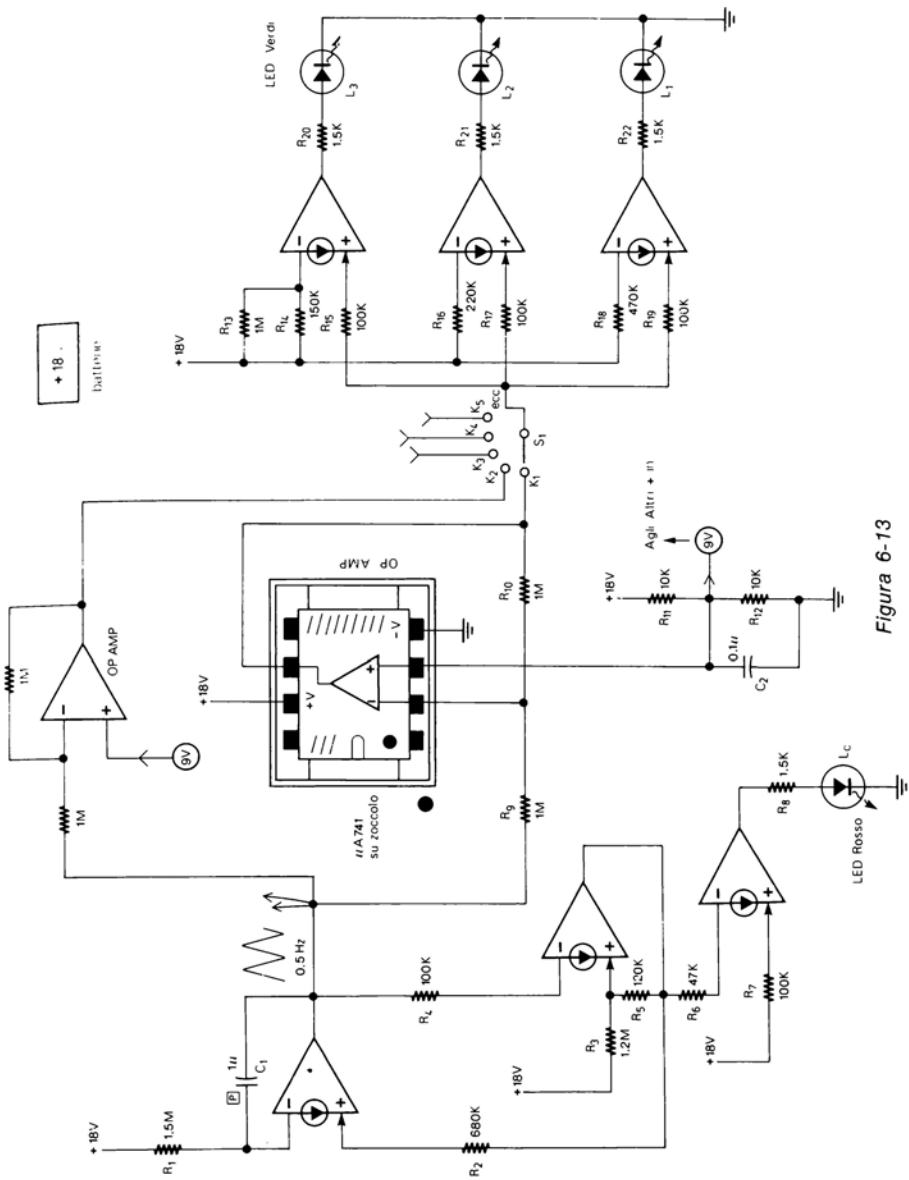 +18
batterie
+18V
R1
1.5M
P
1u
C1
0.5 Hz
R2
680K
R4
100K
+18V
R3
1.2M
R5
120K
R6
47K
+18V
R7
100K
R8
1.5K
LC
LED Rosso
1M
1M
OP AMP
9V
μA741
su zoccolo
OP AMP
+18V
+V
-V
R9
1M
R10
1M
K1
K2
K3
K4
K5
ecc
S1
+18V
R11
10K
R12
10K
0.1u
C2
9V
Agli Altri + in
+18V
R13
1M
R14
150K
R15
100K
R16
220K
R17
100K
R18
470K
R19
100K
R20
1.5K
R21
1.5K
R22
1.5K
L3
L2
L1
LED Verdi
Figura 6-13